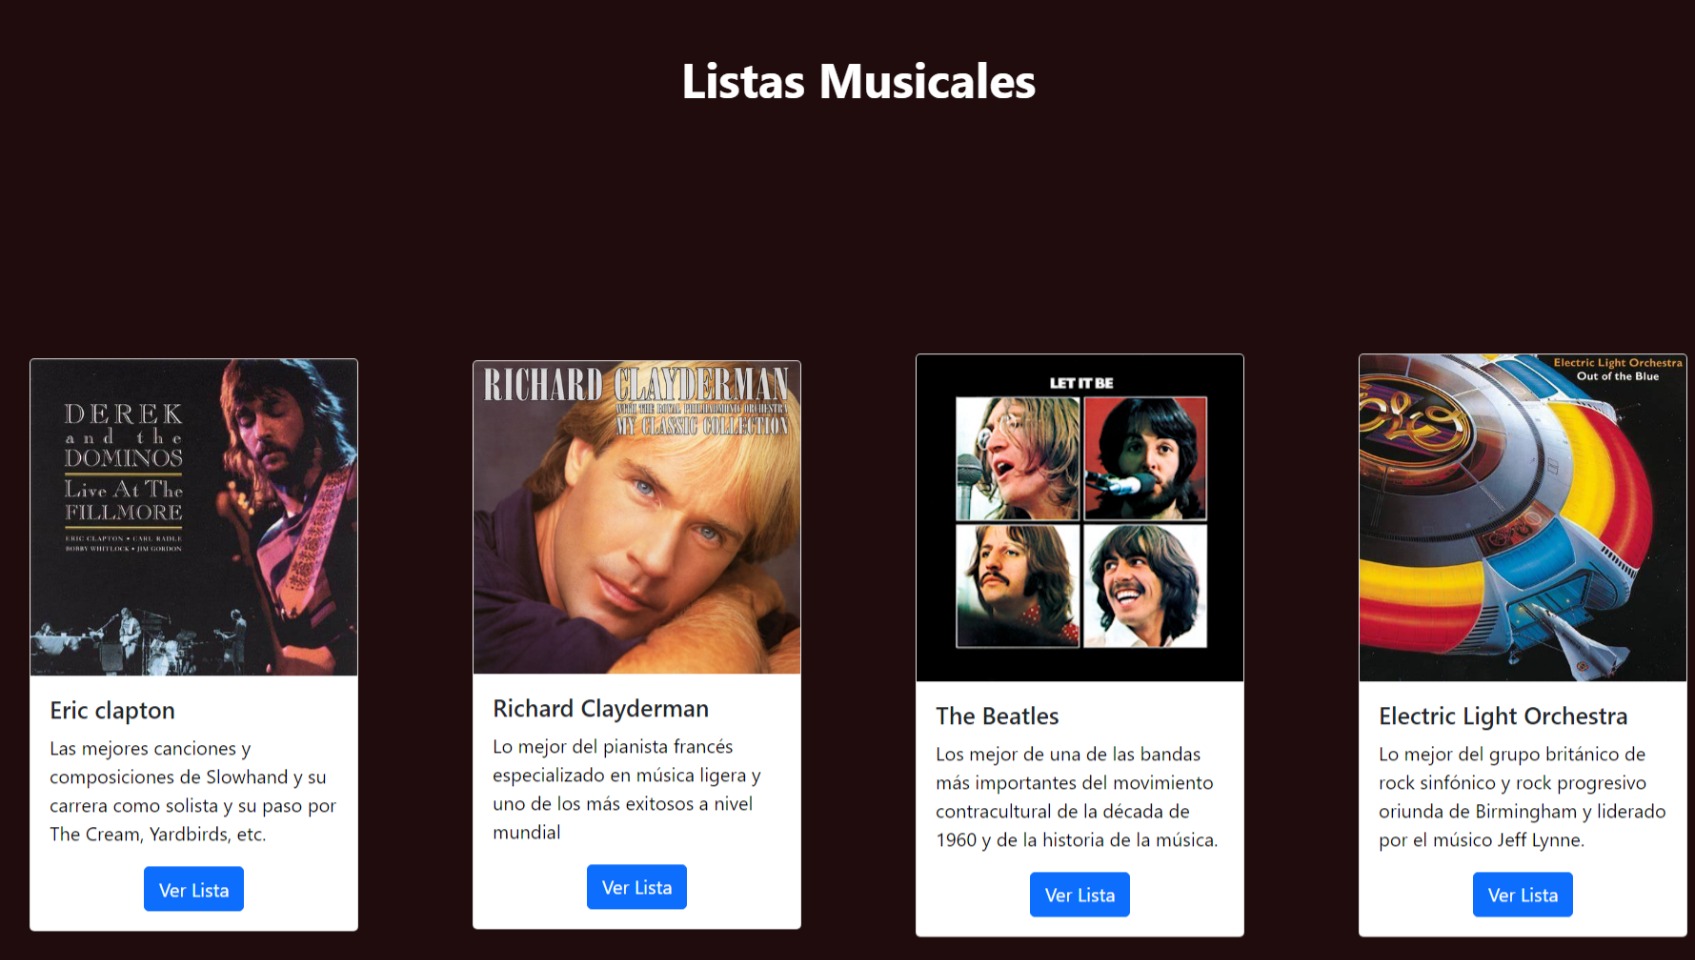 Listas Musicales
DEREK
and the
DOMINOS
Live At The
FILLMORE
ERIC CLAPTON • CARL RADLE
BOBBY WHITLOCK • JIM GORDON
Eric clapton
Las mejores canciones y
composiciones de Slowhand y su
carrera como solista y su paso por
The Cream, Yardbirds, etc.
Ver Lista
RICHARD CLAYDERMAN
WITH THE ROYAL PHILHARMONIC ORCHESTRA
MY CLASSIC COLLECTION
Richard Clayderman
Lo mejor del pianista francés
especializado en música ligera y
uno de los más exitosos a nivel
mundial
Ver Lista
LET IT BE
The Beatles
Los mejor de una de las bandas
más importantes del movimiento
contracultural de la década de
1960 y de la historia de la música.
Ver Lista
Electric Light Orchestra
Out of the Blue
elo
Electric Light Orchestra
Lo mejor del grupo británico de
rock sinfónico y rock progresivo
oriunda de Birmingham y liderado
por el músico Jeff Lynne.
Ver Lista